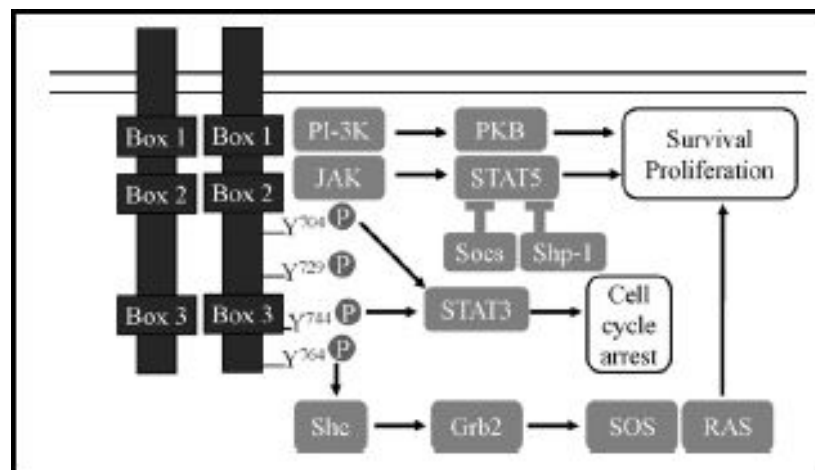 Box 1
Box 1
PI-3K
PKB
Survival
Proliferation
JAK
STAT5
Box 2
Box 2
Y704 P
Socs
Shp-1
Y729 P
Box 3
Box 3
Y744 P
STAT3
Cell
cycle
arrest
Y764 P
Shc
Grb2
SOS
RAS